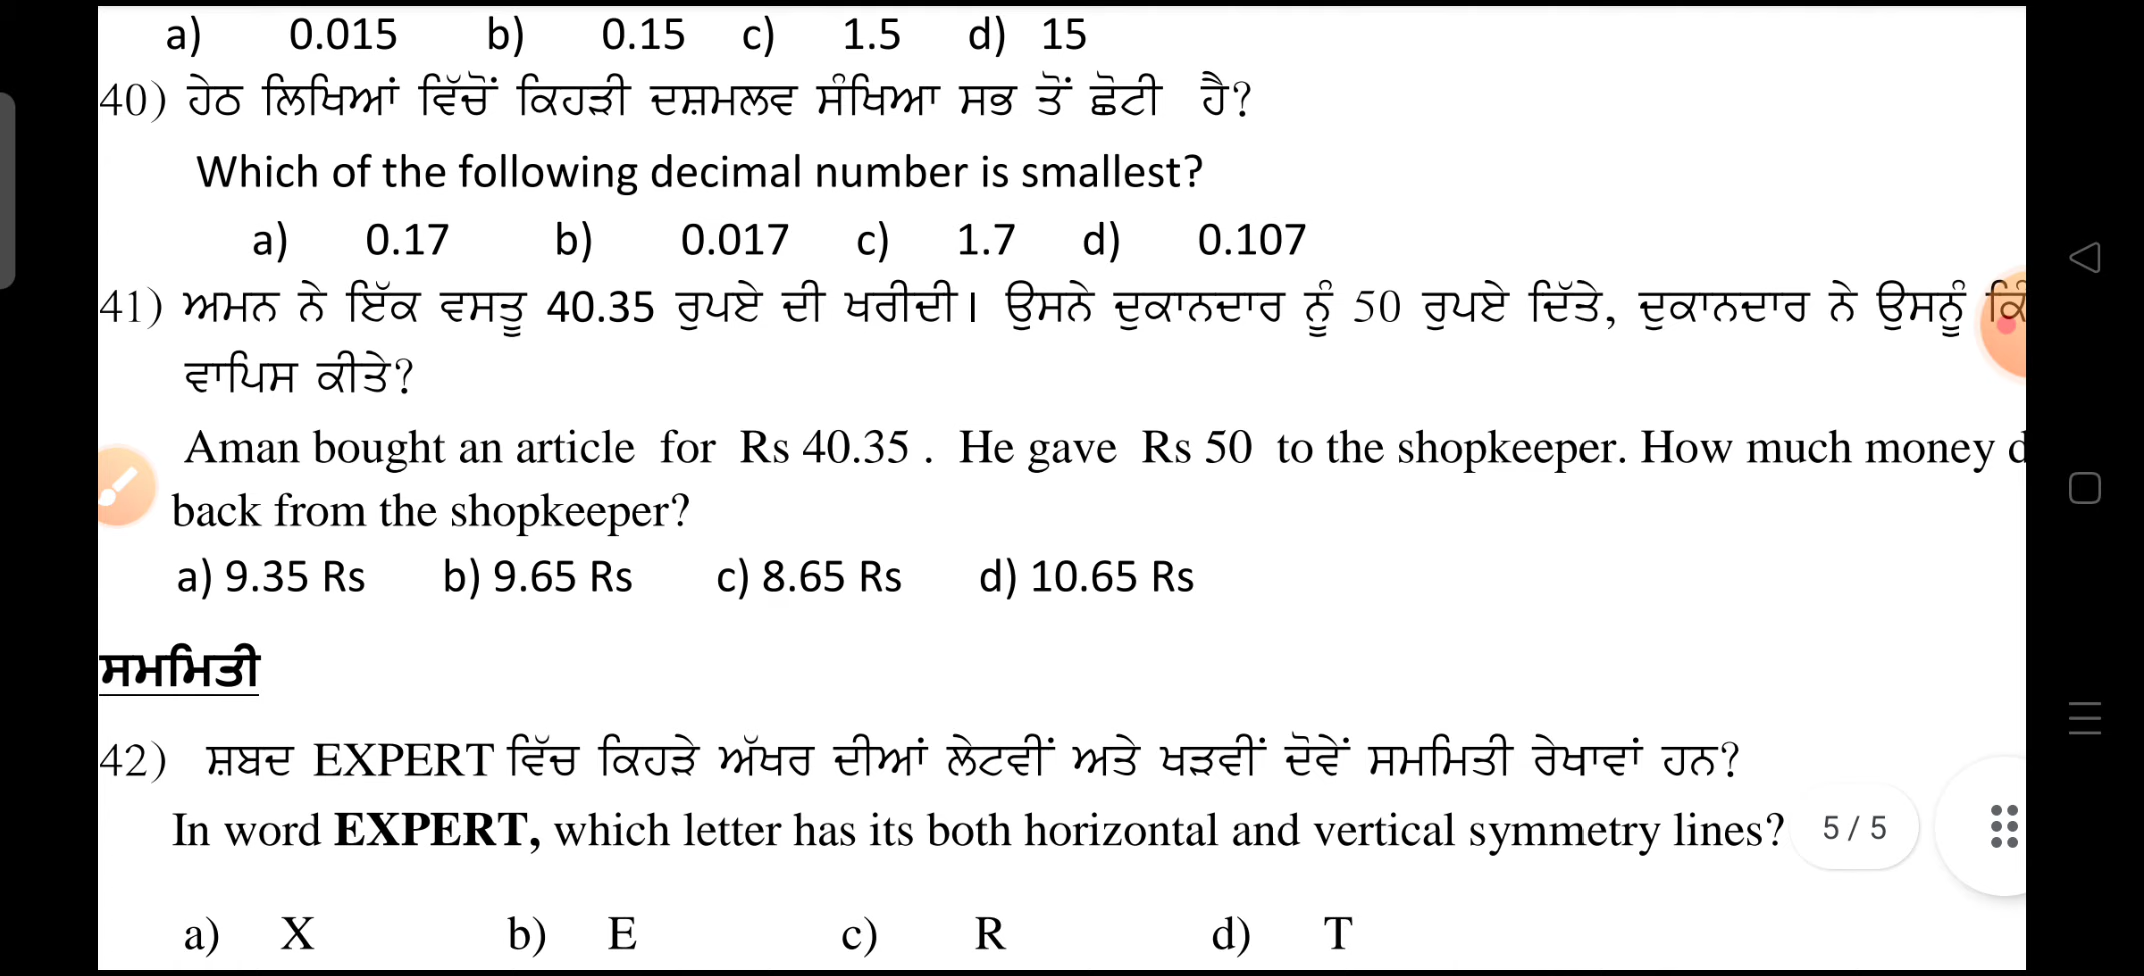 a) 0.015 b) 0.15 c) 1.5 d) 15
40) ਹੇਠ ਲਿਖਿਆਂ ਵਿੱਚੋਂ ਕਿਹੜੀ ਦਸ਼ਮਲਵ ਸੰਖਿਆ ਸਭ ਤੋਂ ਛੋਟੀ ਹੈ?
Which of the following decimal number is smallest?
a) 0.17 b) 0.017 c) 1.7 d) 0.107
41) ਅਮਨ ਨੇ ਇੱਕ ਵਸਤੂ 40.35 ਰੁਪਏ ਦੀ ਖਰੀਦੀ। ਉਸਨੇ ਦੁਕਾਨਦਾਰ ਨੂੰ 50 ਰੁਪਏ ਦਿੱਤੇ, ਦੁਕਾਨਦਾਰ ਨੇ ਉਸਨੂੰ
ਵਾਪਿਸ ਕੀਤੇ?
Aman bought an article for Rs 40.35 . He gave Rs 50 to the shopkeeper. How much money
back from the shopkeeper?
a) 9.35 Rs b) 9.65 Rs c) 8.65 Rs d) 10.65 Rs
ਸਮਮਿਤੀ
42) ਸ਼ਬਦ EXPERT ਵਿੱਚ ਕਿਹੜੇ ਅੱਖਰ ਦੀਆਂ ਲੇਟਵੀਂ ਅਤੇ ਖੜਵੀਂ ਦੋਵੇਂ ਸਮਮਿਤੀ ਰੇਖਾਵਾਂ ਹਨ?
In word EXPERT, which letter has its both horizontal and vertical symmetry lines?
5 / 5
a) X b) E c) R d) T